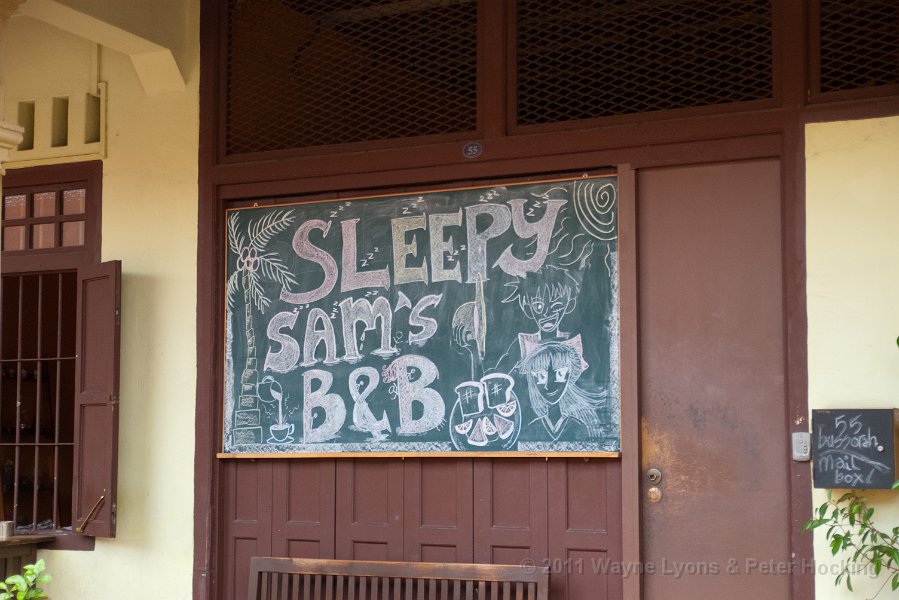 55
SLEEPY
SAM'S
B&B
55
bussorah
mail
box!
© 2011 Wayne Lyons & Peter Hocking